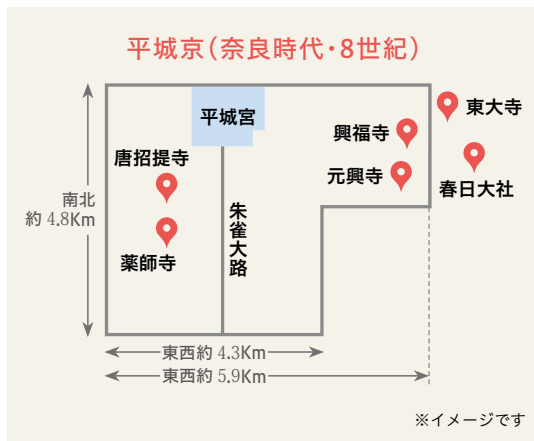 平城京（奈良時代・8世紀）
平城宮
東大寺
興福寺
唐招提寺
元興寺
春日大社
南北
約 4.8Km
朱雀大路
薬師寺
東西約 4.3Km
東西約 5.9Km
※イメージです